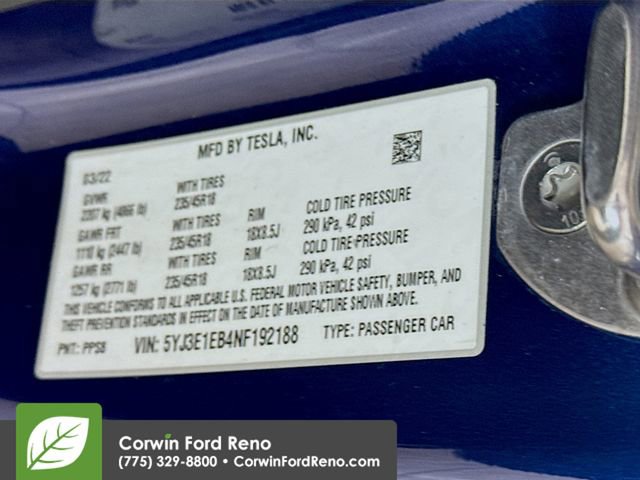 MFD BY TESLA, INC.
03/22
GVWR WITH TIRES
2207 kg (4866 lb) 235/45R18 RIM COLD TIRE PRESSURE
GAWR FRT WITH TIRES 18X8.5J 290 kPa, 42 psi
1110 kg (2447 lb) 235/45R18 RIM COLD TIRE PRESSURE
GAWR RR WITH TIRES 18X8.5J 290 kPa, 42 psi
1257 kg (2771 lb) 235/45R18
THIS VEHICLE CONFORMS TO ALL APPLICABLE U.S. FEDERAL MOTOR VEHICLE SAFETY, BUMPER, AND
THEFT PREVENTION STANDARDS IN EFFECT ON THE DATE OF MANUFACTURE SHOWN ABOVE.
PNT: PPSB VIN: 5YJ3E1EB4NF192188 TYPE: PASSENGER CAR
Corwin Ford Reno
(775) 329-8800 • CorwinFordReno.com